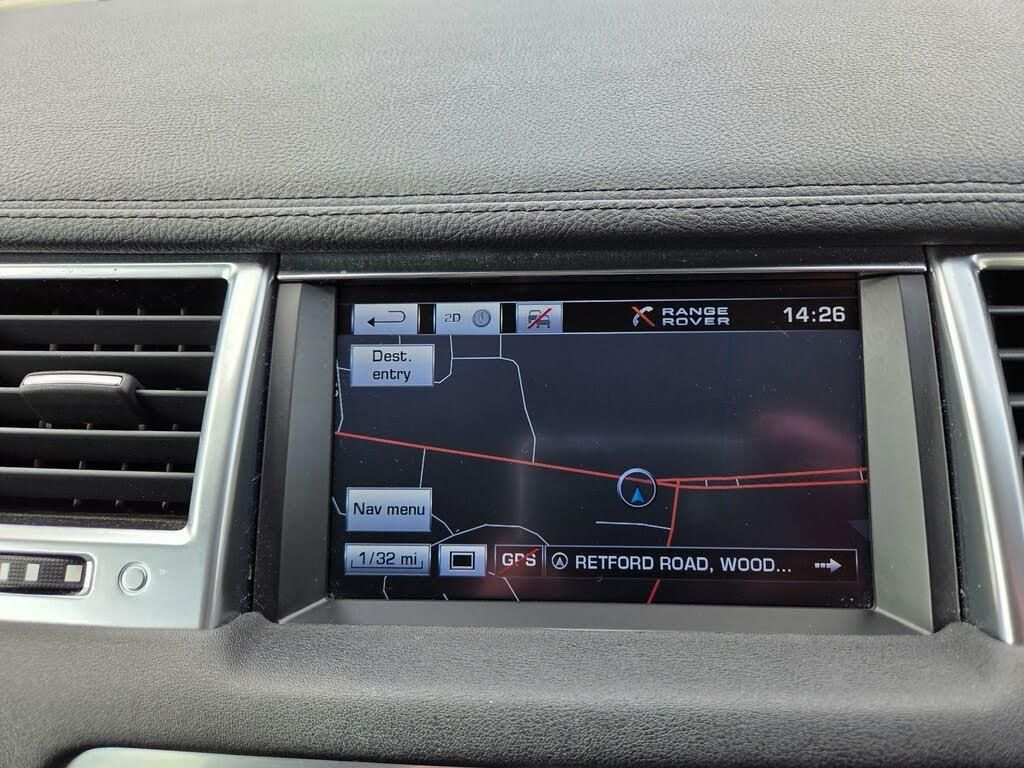 2D
RANGE
ROVER
14:26
Dest.
entry
Nav menu
1/32 mi
GPS
RETFORD ROAD, WOOD...